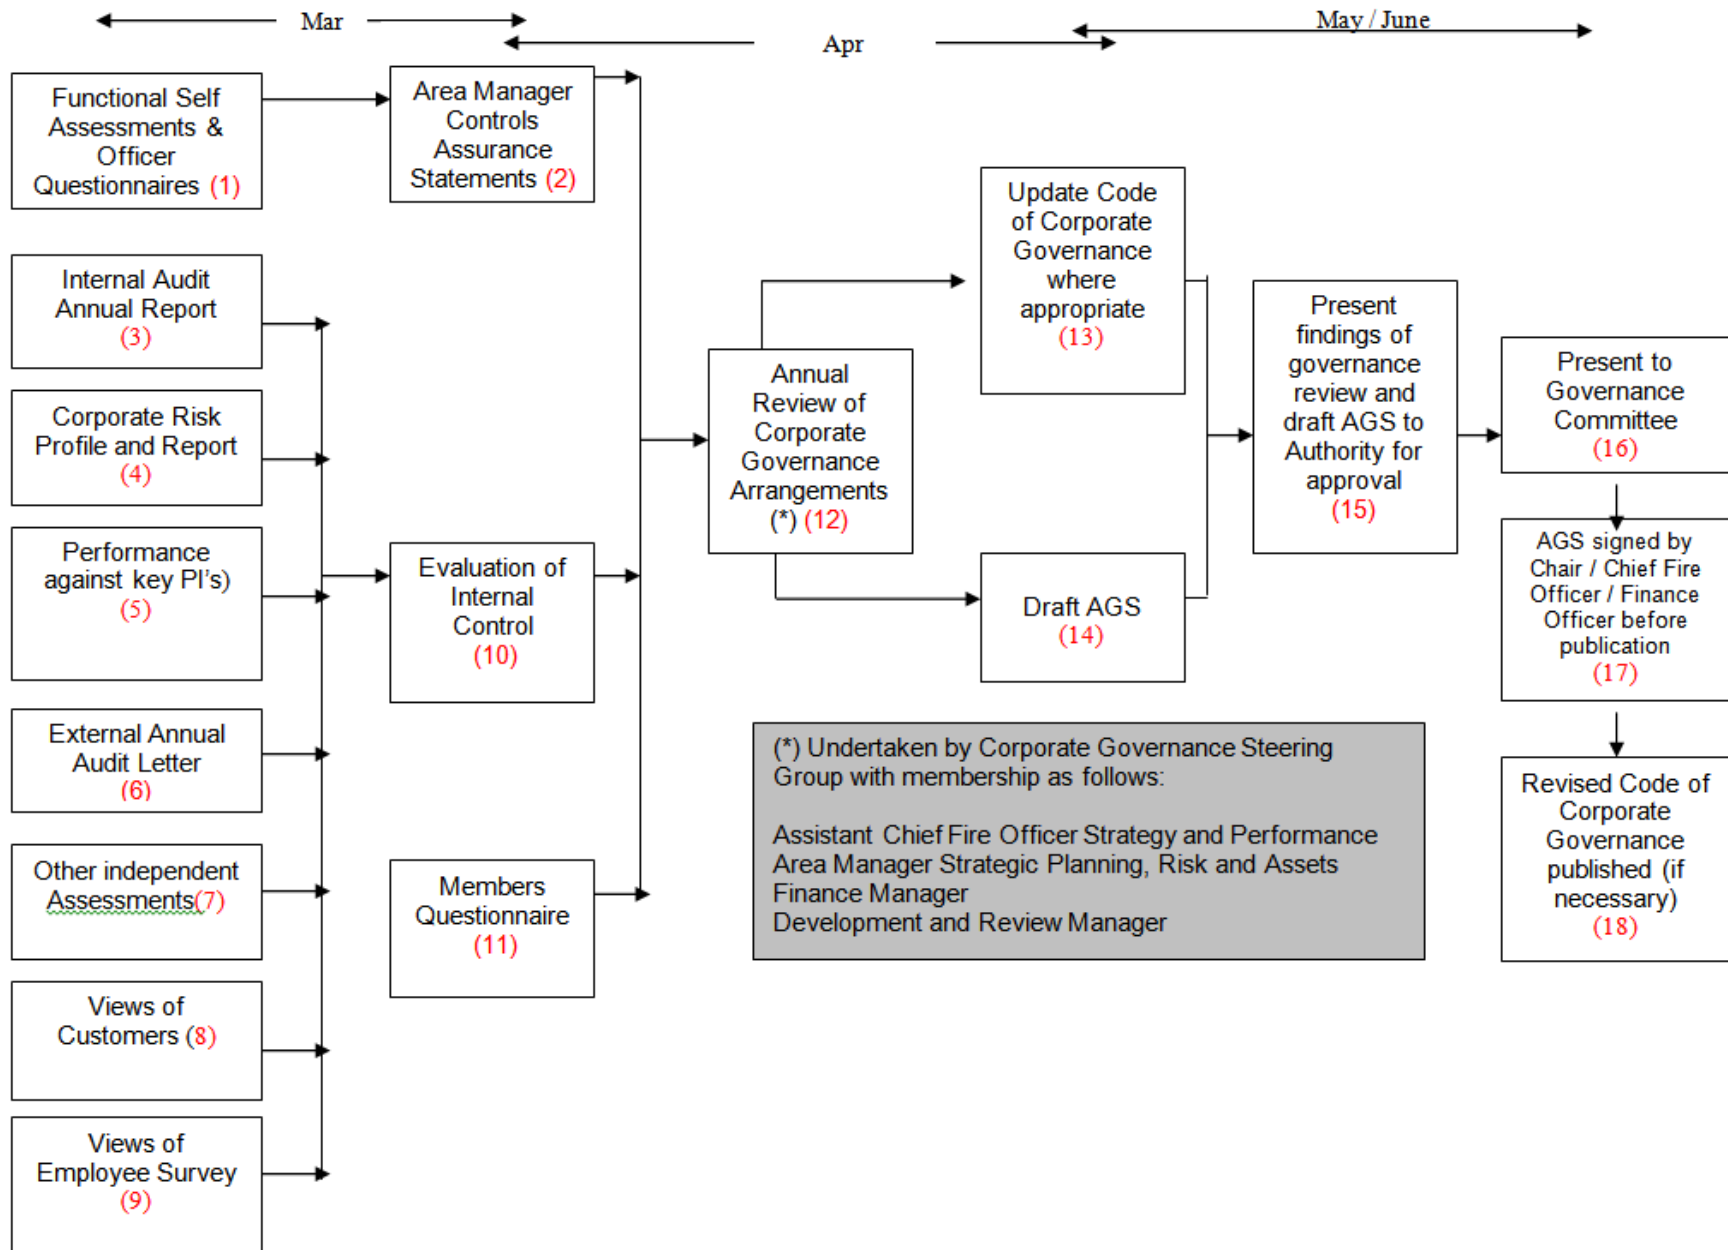 Mar
Apr
May / June
Functional Self
Assessments &
Officer
Questionnaires (1)
Area Manager
Controls
Assurance
Statements (2)
Internal Audit
Annual Report
(3)
Corporate Risk
Profile and Report
(4)
Performance
against key PI's)
(5)
External Annual
Audit Letter
(6)
Other independent
Assessments(7)
Views of
Customers (8)
Views of
Employee Survey
(9)
Evaluation of
Internal
Control
(10)
Members
Questionnaire
(11)
Annual
Review of
Corporate
Governance
Arrangements
(*) (12)
Update Code
of Corporate
Governance
where
appropriate
(13)
Draft AGS
(14)
Present
findings of
governance
review and
draft AGS to
Authority for
approval
(15)
Present to
Governance
Committee
(16)
AGS signed by
Chair / Chief Fire
Officer / Finance
Officer before
publication
(17)
Revised Code of
Corporate
Governance
published (if
necessary)
(18)
(*) Undertaken by Corporate Governance Steering
Group with membership as follows:
Assistant Chief Fire Officer Strategy and Performance
Area Manager Strategic Planning, Risk and Assets
Finance Manager
Development and Review Manager